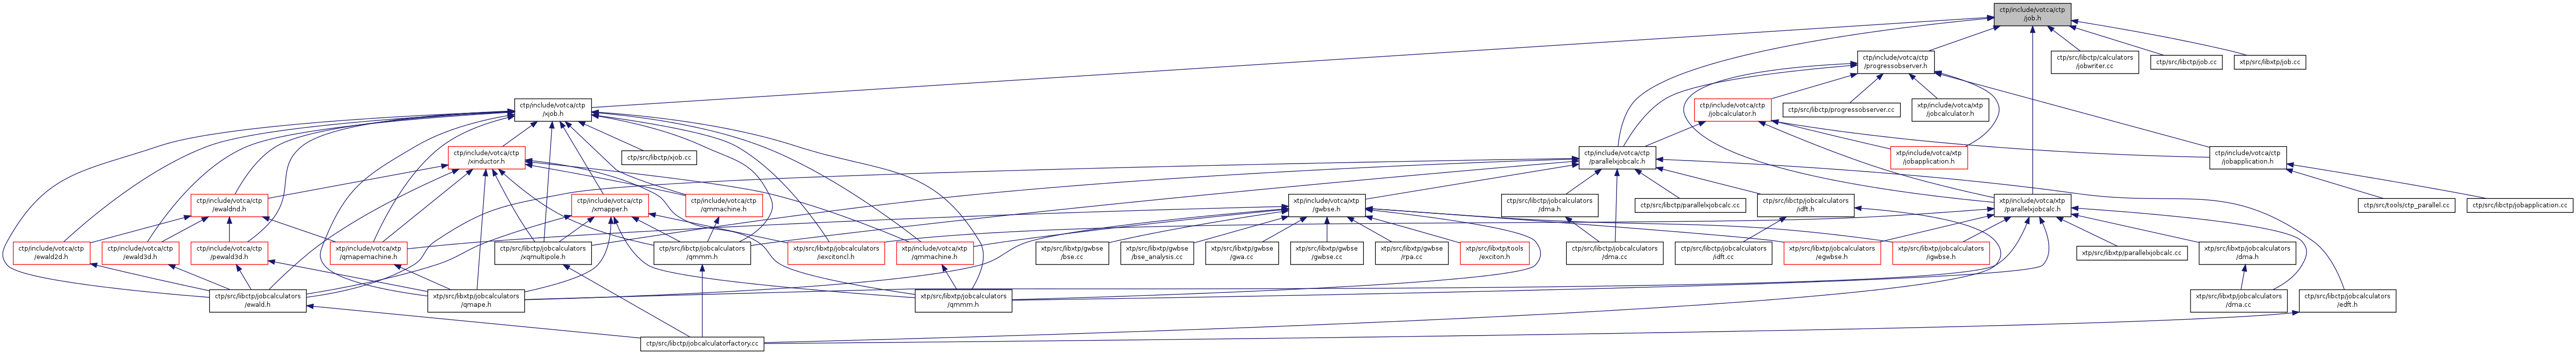 ctp/include/votca/ctp
/job.h
ctp/include/votca/ctp
/progressobserver.h
ctp/src/libctp/calculators
/jobwriter.cc
ctp/src/libctp/job.cc
xtp/src/libxtp/job.cc
ctp/include/votca/ctp
/xjob.h
ctp/include/votca/ctp
/jobcalculator.h
ctp/src/libctp/progressobserver.cc
xtp/include/votca/xtp
/jobcalculator.h
ctp/include/votca/ctp
/xinductor.h
ctp/src/libctp/xjob.cc
ctp/include/votca/ctp
/parallelxjobcalc.h
xtp/include/votca/xtp
/jobapplication.h
ctp/include/votca/ctp
/jobapplication.h
ctp/include/votca/ctp
/ewaldnd.h
ctp/include/votca/ctp
/xmapper.h
ctp/include/votca/ctp
/qmmachine.h
xtp/include/votca/xtp
/gwbse.h
ctp/src/libctp/jobcalculators
/dma.h
ctp/src/libctp/parallelxjobcalc.cc
ctp/src/libctp/jobcalculators
/idft.h
xtp/include/votca/xtp
/parallelxjobcalc.h
ctp/src/tools/ctp_parallel.cc
ctp/src/libctp/jobapplication.cc
ctp/include/votca/ctp
/ewald2d.h
ctp/include/votca/ctp
/ewald3d.h
ctp/include/votca/ctp
/pewald3d.h
xtp/include/votca/xtp
/qmapemachine.h
ctp/src/libctp/jobcalculators
/xqmultipole.h
ctp/src/libctp/jobcalculators
/qmmm.h
xtp/src/libxtp/jobcalculators
/iexcitoncl.h
xtp/include/votca/xtp
/qmmachine.h
xtp/src/libxtp/gwbse
/bse.cc
xtp/src/libxtp/gwbse
/bse_analysis.cc
xtp/src/libxtp/gwbse
/gwa.cc
xtp/src/libxtp/gwbse
/gwbse.cc
xtp/src/libxtp/gwbse
/rpa.cc
xtp/src/libxtp/tools
/exciton.h
ctp/src/libctp/jobcalculators
/dma.cc
ctp/src/libctp/jobcalculators
/idft.cc
xtp/src/libxtp/jobcalculators
/egwbse.h
xtp/src/libxtp/jobcalculators
/igwbse.h
xtp/src/libxtp/parallelxjobcalc.cc
xtp/src/libxtp/jobcalculators
/dma.h
ctp/src/libctp/jobcalculators
/ewald.h
xtp/src/libxtp/jobcalculators
/qmape.h
xtp/src/libxtp/jobcalculators
/qmmm.h
xtp/src/libxtp/jobcalculators
/dma.cc
ctp/src/libctp/jobcalculators
/edft.h
ctp/src/libctp/jobcalculatorfactory.cc